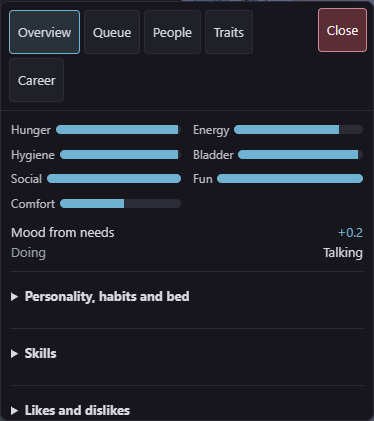 Overview Queue People Traits Close
Career
Hunger Energy
Hygiene Bladder
Social Fun
Comfort
Mood from needs +0.2
Doing Talking
Personality, habits and bed
Skills
Likes and dislikes